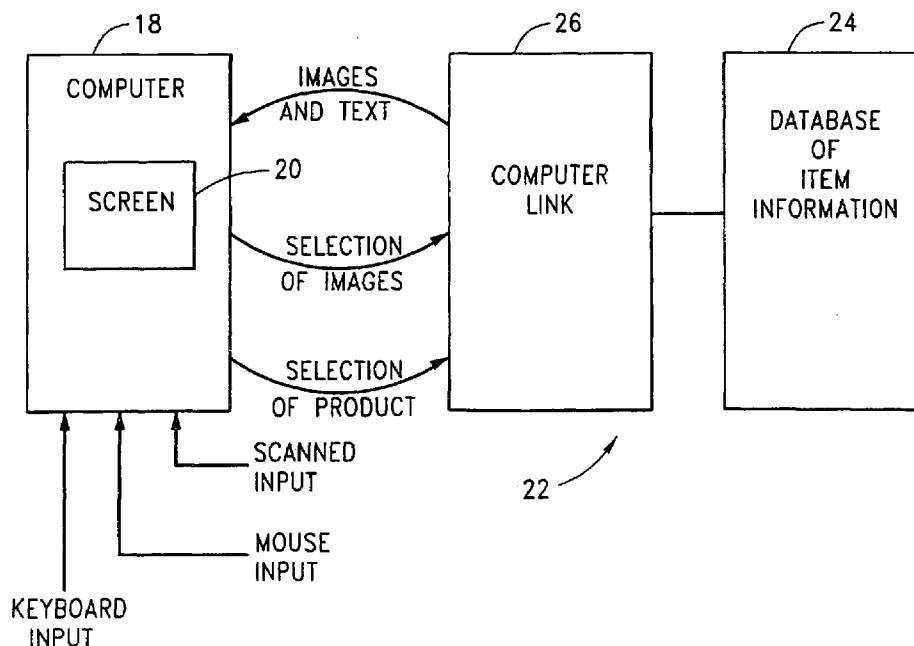 18
26
24
COMPUTER
IMAGES
AND TEXT
DATABASE
OF
ITEM
INFORMATION
20
SCREEN
COMPUTER
LINK
SELECTION
OF IMAGES
SELECTION
OF PRODUCT
SCANNED
INPUT
22
MOUSE
INPUT
KEYBOARD
INPUT